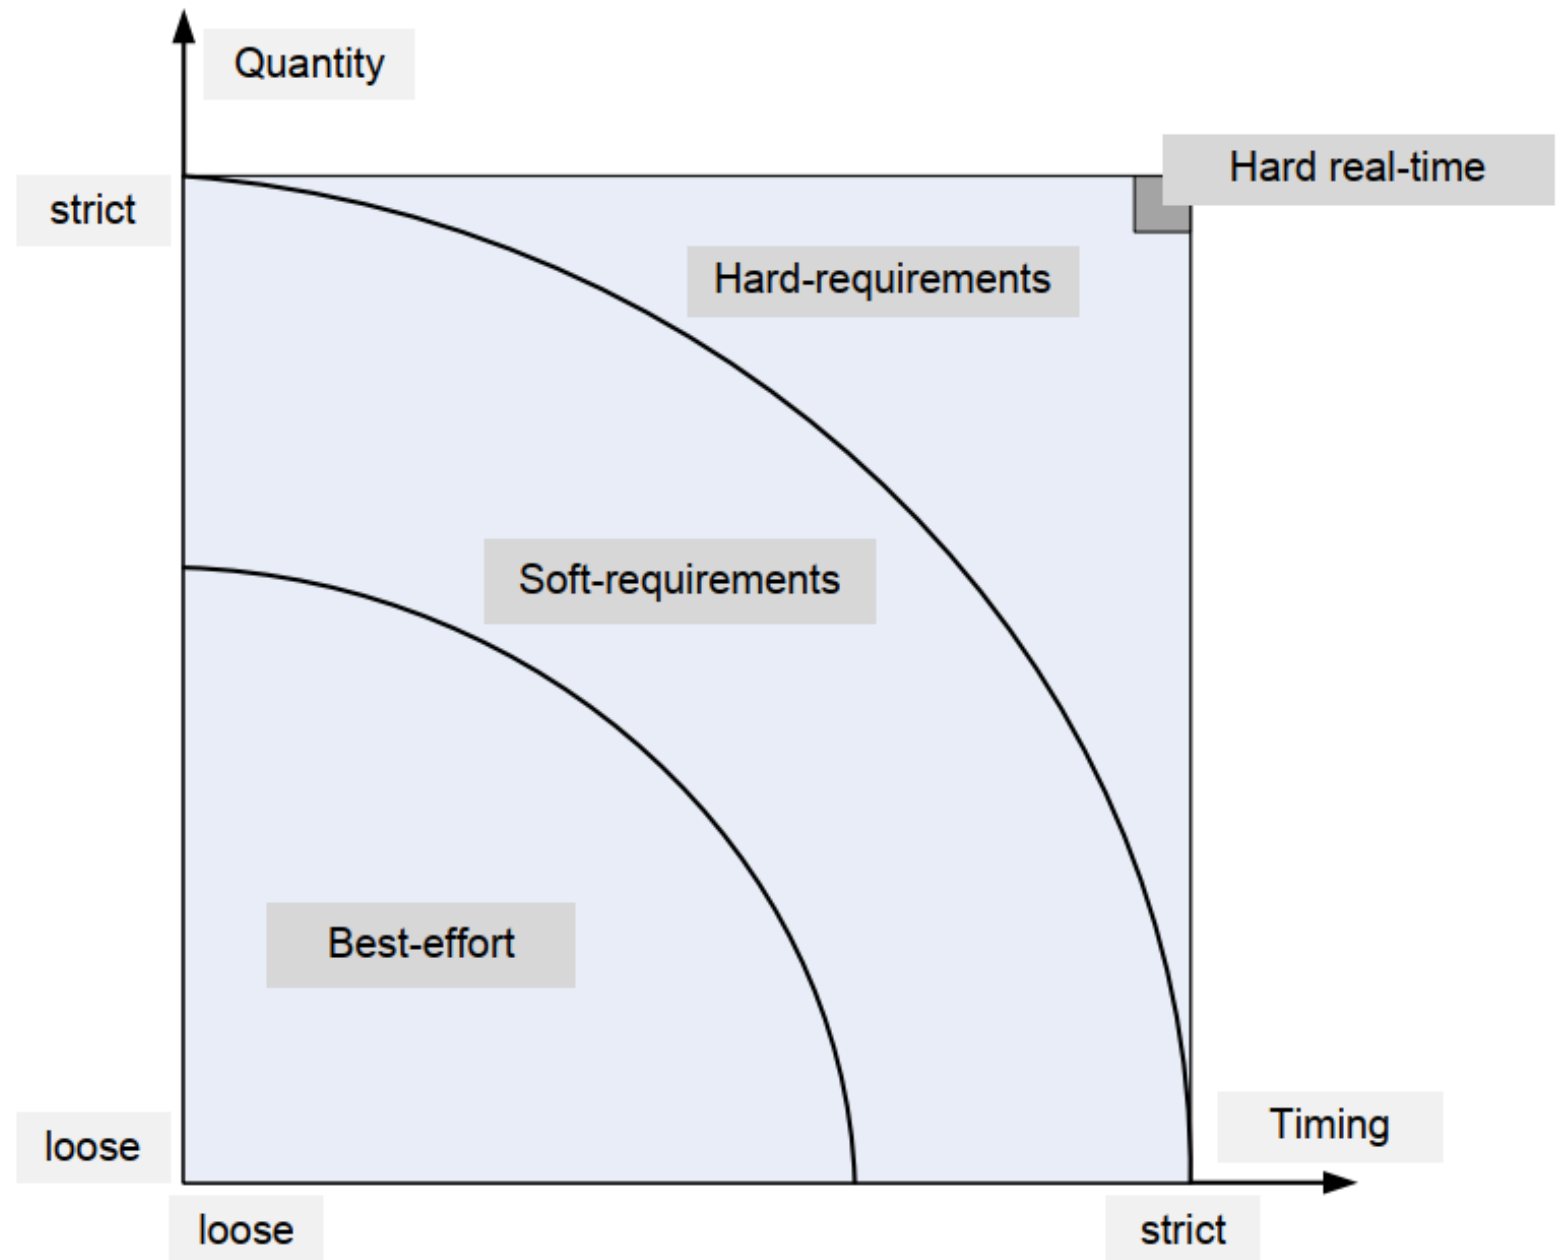 Quantity
Hard real-time
strict
Hard-requirements
Soft-requirements
Best-effort
Timing
loose
loose
strict